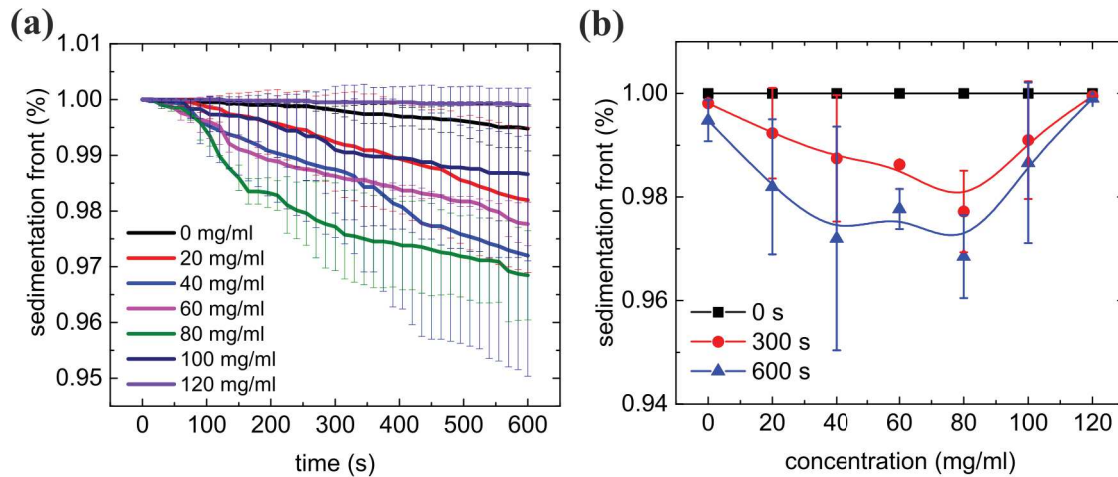 (a)
1.01
1.00
0.99
0.98
0.97
0.96
0.95
sedimentation front (%)
0 mg/ml
20 mg/ml
40 mg/ml
60 mg/ml
80 mg/ml
100 mg/ml
120 mg/ml
0 100 200 300 400 500 600
time (s)
(b)
1.00
0.98
0.96
0.94
sedimentation front (%)
0 s
300 s
600 s
0 20 40 60 80 100 120
concentration (mg/ml)